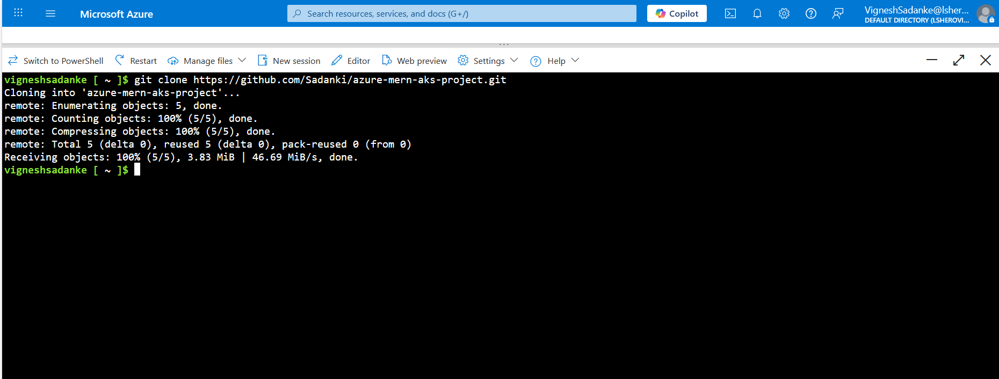 Microsoft Azure
Search resources, services, and docs (G+/)
Copilot
VigneshSadanke@lsher...
DEFAULT DIRECTORY (LSHEROVI...
Switch to PowerShell Restart Manage files New session Editor Web preview Settings Help
vigneshsadanke [ ~ ]$ git clone https://github.com/Sadanki/azure-mern-aks-project.git
Cloning into 'azure-mern-aks-project'...
remote: Enumerating objects: 5, done.
remote: Counting objects: 100% (5/5), done.
remote: Compressing objects: 100% (5/5), done.
remote: Total 5 (delta 0), reused 5 (delta 0), pack-reused 0 (from 0)
Receiving objects: 100% (5/5), 3.83 MiB | 46.69 MiB/s, done.
vigneshsadanke [ ~ ]$